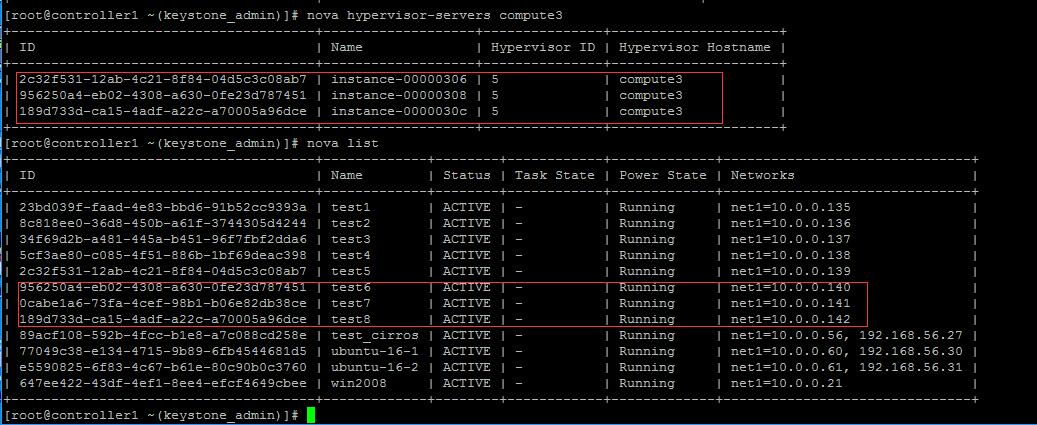 [root@controller1 ~(keystone_admin)]# nova hypervisor-servers compute3
+--------------------------------------+-------------------+---------------+---------------------+
| ID                                   | Name              | Hypervisor ID | Hypervisor Hostname |
+--------------------------------------+-------------------+---------------+---------------------+
| 2c32f531-12ab-4c21-8f84-04d5c3c08ab7 | instance-00000306 | 5             | compute3            |
| 956250a4-eb02-4308-a630-0fe23d787451 | instance-00000308 | 5             | compute3            |
| 189d733d-ca15-4adf-a22c-a70005a96dce | instance-0000030c | 5             | compute3            |
+--------------------------------------+-------------------+---------------+---------------------+
[root@controller1 ~(keystone_admin)]# nova list
+--------------------------------------+-------------+--------+------------+-------------+-------------------------------+
| ID                                   | Name        | Status | Task State | Power State | Networks                      |
+--------------------------------------+-------------+--------+------------+-------------+-------------------------------+
| 23bd039f-faad-4e83-bbd6-91b52cc9393a | test1       | ACTIVE | -          | Running     | net1=10.0.0.135               |
| 8c818ee0-36d8-450b-a61f-3744305d4244 | test2       | ACTIVE | -          | Running     | net1=10.0.0.136               |
| 34f69d2b-a481-445a-b451-96f7fbf2dda6 | test3       | ACTIVE | -          | Running     | net1=10.0.0.137               |
| 5cf3ae80-c085-4f51-886b-1bf69deac398 | test4       | ACTIVE | -          | Running     | net1=10.0.0.138               |
| 2c32f531-12ab-4c21-8f84-04d5c3c08ab7 | test5       | ACTIVE | -          | Running     | net1=10.0.0.139               |
| 956250a4-eb02-4308-a630-0fe23d787451 | test6       | ACTIVE | -          | Running     | net1=10.0.0.140               |
| 0cabe1a6-73fa-4cef-98b1-b06e82db38ce | test7       | ACTIVE | -          | Running     | net1=10.0.0.141               |
| 189d733d-ca15-4adf-a22c-a70005a96dce | test8       | ACTIVE | -          | Running     | net1=10.0.0.142               |
| 89acf108-592b-4fcc-b1e8-a7c088cd258e | test_cirros | ACTIVE | -          | Running     | net1=10.0.0.56, 192.168.56.27 |
| 77049c38-e134-4715-9b89-6fb4544681d5 | ubuntu-16-1 | ACTIVE | -          | Running     | net1=10.0.0.60, 192.168.56.30 |
| e5590825-6f83-4c67-b61e-80c90b0c3760 | ubuntu-16-2 | ACTIVE | -          | Running     | net1=10.0.0.61, 192.168.56.31 |
| 647ee422-43df-4ef1-8ee4-efcf4649cbee | win2008     | ACTIVE | -          | Running     | net1=10.0.0.21                |
+--------------------------------------+-------------+--------+------------+-------------+-------------------------------+
[root@controller1 ~(keystone_admin)]#